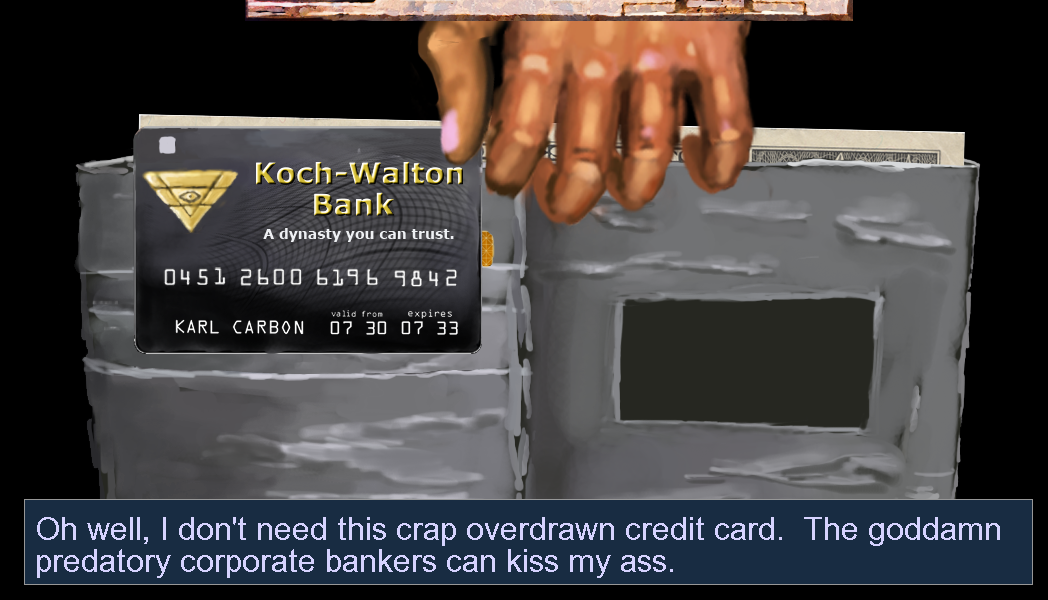 Koch-Walton
Bank
A dynasty you can trust.
0451 2600 6196 9842
valid from expires
KARL CARBON 07 30 07 33
Oh well, I don't need this crap overdrawn credit card. The goddamn
predatory corporate bankers can kiss my ass.